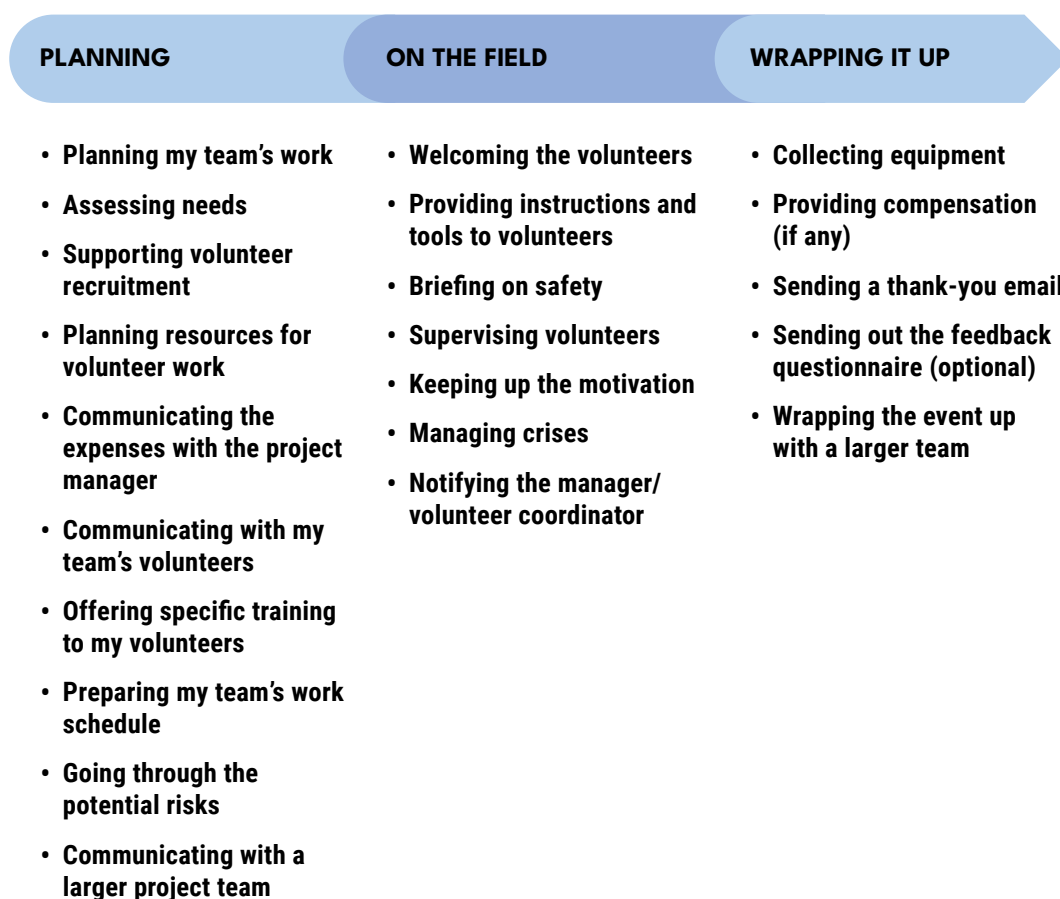 PLANNING
• Planning my team's work
• Assessing needs
• Supporting volunteer
recruitment
• Planning resources for
volunteer work
• Communicating the
expenses with the project
manager
• Communicating with my
team's volunteers
• Offering specific training
to my volunteers
• Preparing my team's work
schedule
• Going through the
potential risks
• Communicating with a
larger project team
ON THE FIELD
• Welcoming the volunteers
• Providing instructions and
tools to volunteers
• Briefing on safety
• Supervising volunteers
• Keeping up the motivation
• Managing crises
• Notifying the manager/
volunteer coordinator
WRAPPING IT UP
• Collecting equipment
• Providing compensation
(if any)
• Sending a thank-you email
• Sending out the feedback
questionnaire (optional)
• Wrapping the event up
with a larger team